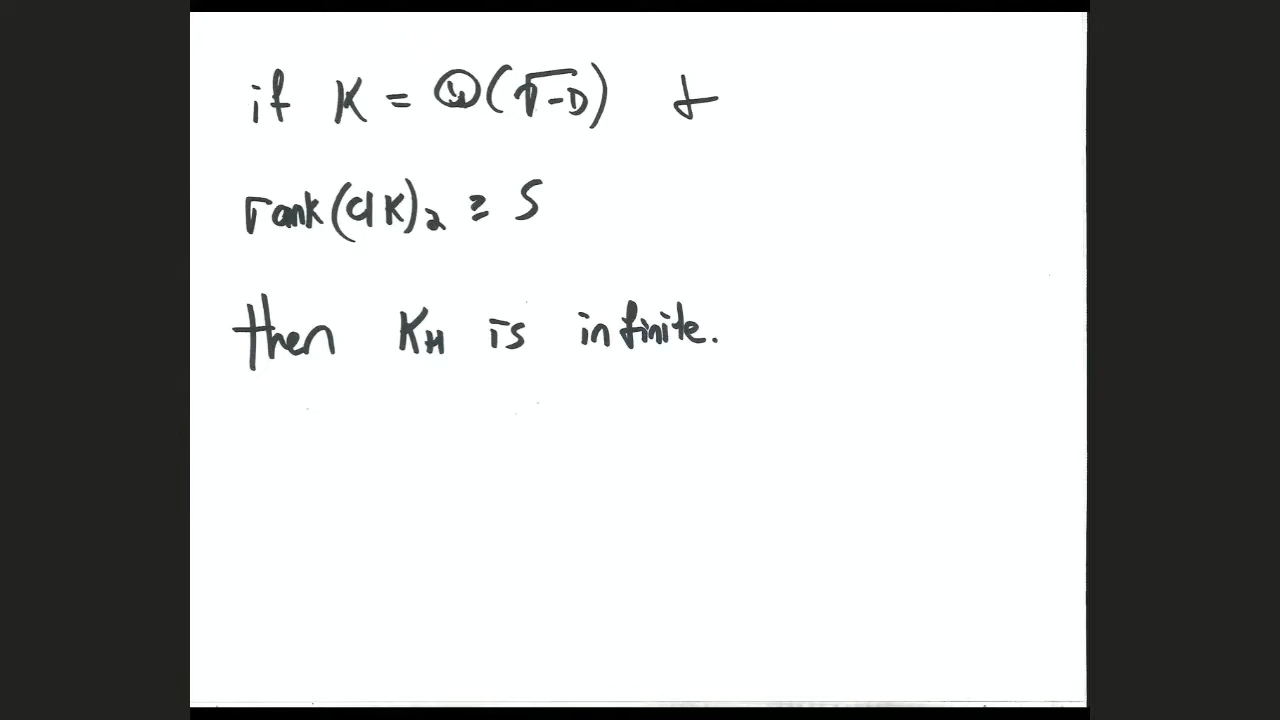 if K = ℚ(√-D) &
rank(Cl K)₂ ≥ 5
then K_H is infinite.